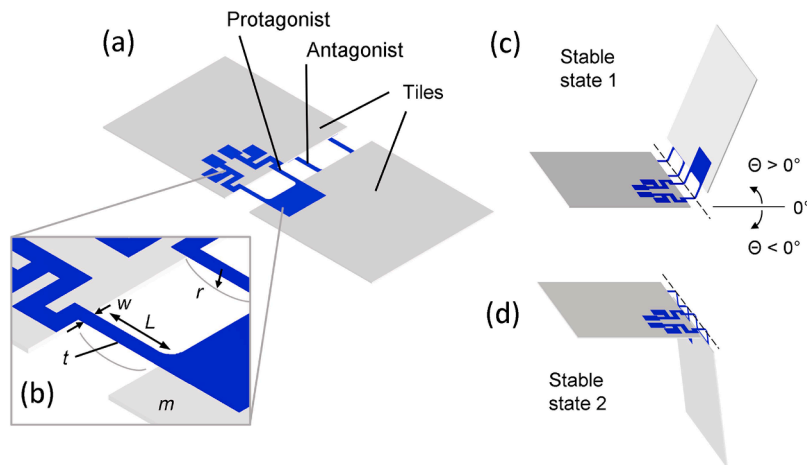 (a)
Protagonist
Antagonist
Tiles
(b)
w
L
r
t
m
(c)
Stable
state 1
Θ > 0°
0°
Θ < 0°
(d)
Stable
state 2